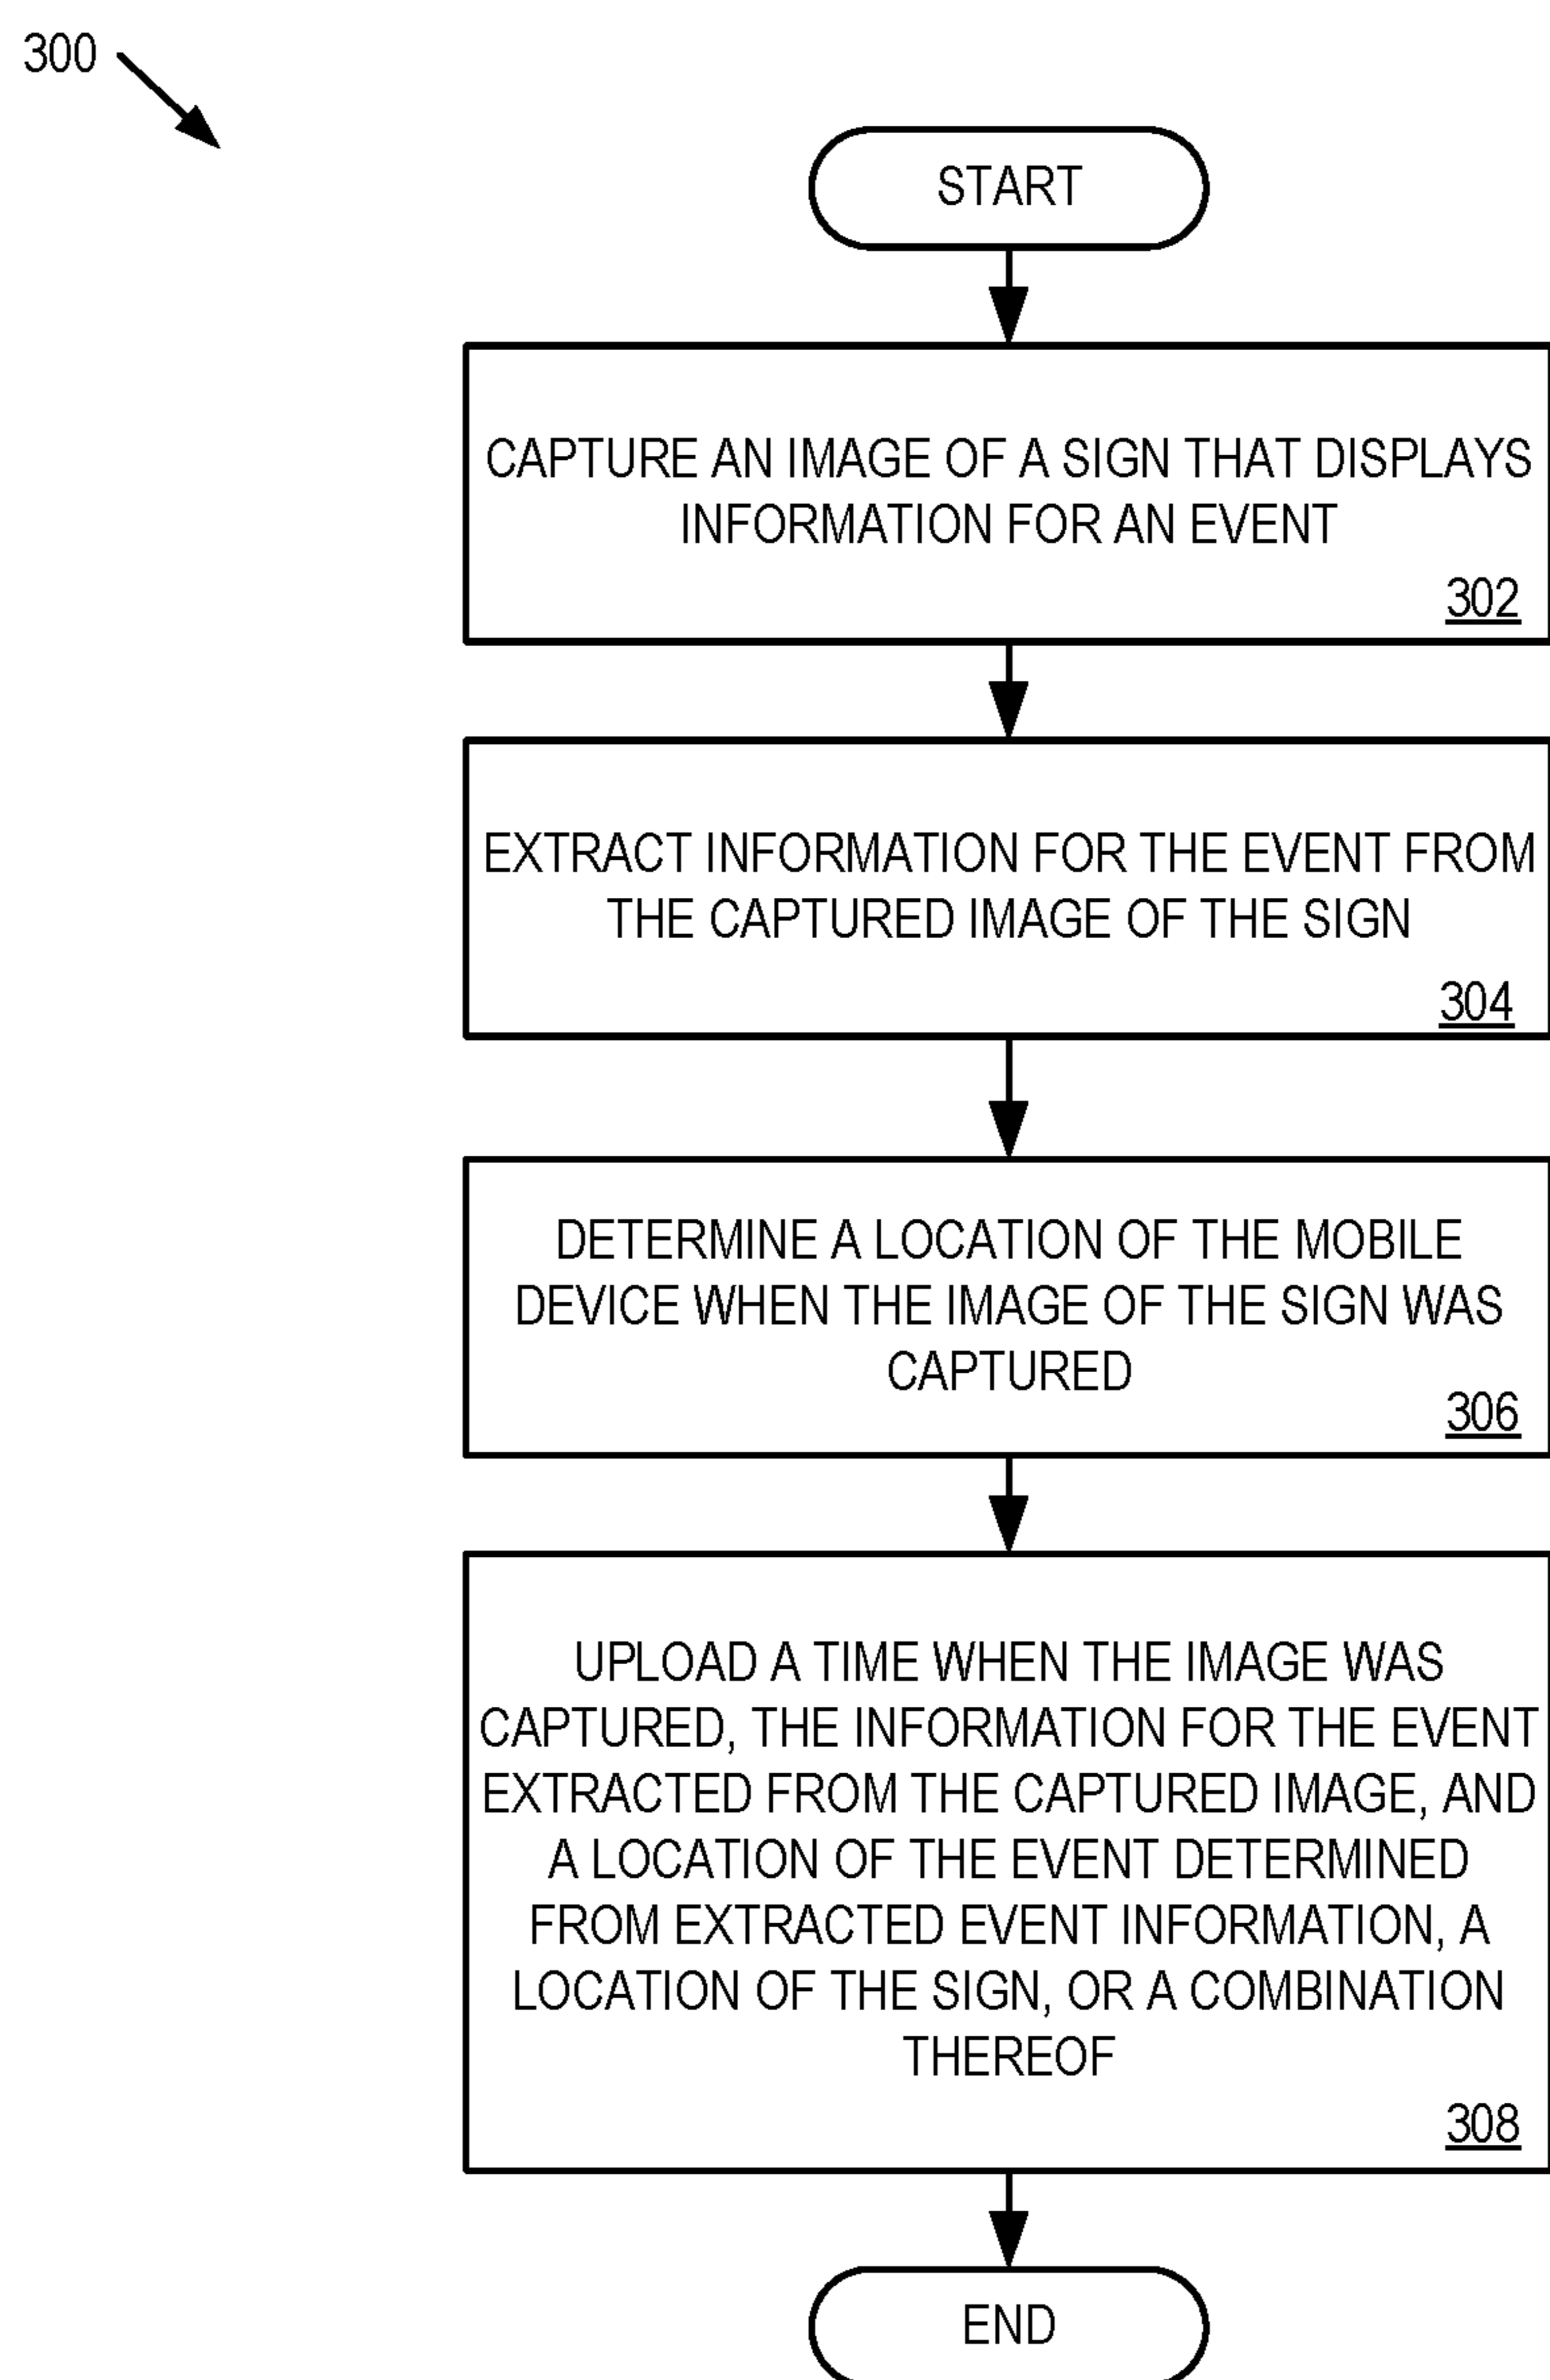 300
START
CAPTURE AN IMAGE OF A SIGN THAT DISPLAYS
INFORMATION FOR AN EVENT
302
EXTRACT INFORMATION FOR THE EVENT FROM
THE CAPTURED IMAGE OF THE SIGN
304
DETERMINE A LOCATION OF THE MOBILE
DEVICE WHEN THE IMAGE OF THE SIGN WAS
CAPTURED
306
UPLOAD A TIME WHEN THE IMAGE WAS
CAPTURED, THE INFORMATION FOR THE EVENT
EXTRACTED FROM THE CAPTURED IMAGE, AND
A LOCATION OF THE EVENT DETERMINED
FROM EXTRACTED EVENT INFORMATION, A
LOCATION OF THE SIGN, OR A COMBINATION
THEREOF
308
END